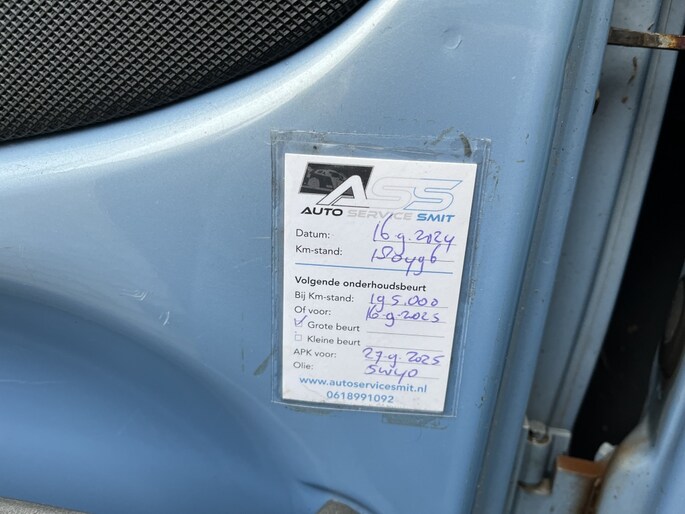 ASS
AUTO SERVICE SMIT
Datum: 16.9.2024
Km-stand:
Volgende onderhoudsbeurt
Bij Km-stand: 195.000
Of voor: 16.9.2025
Grote beurt
Kleine beurt
APK voor: 27.9.2025
Olie: 5w40
www.autoservicesmit.nl
0618991092